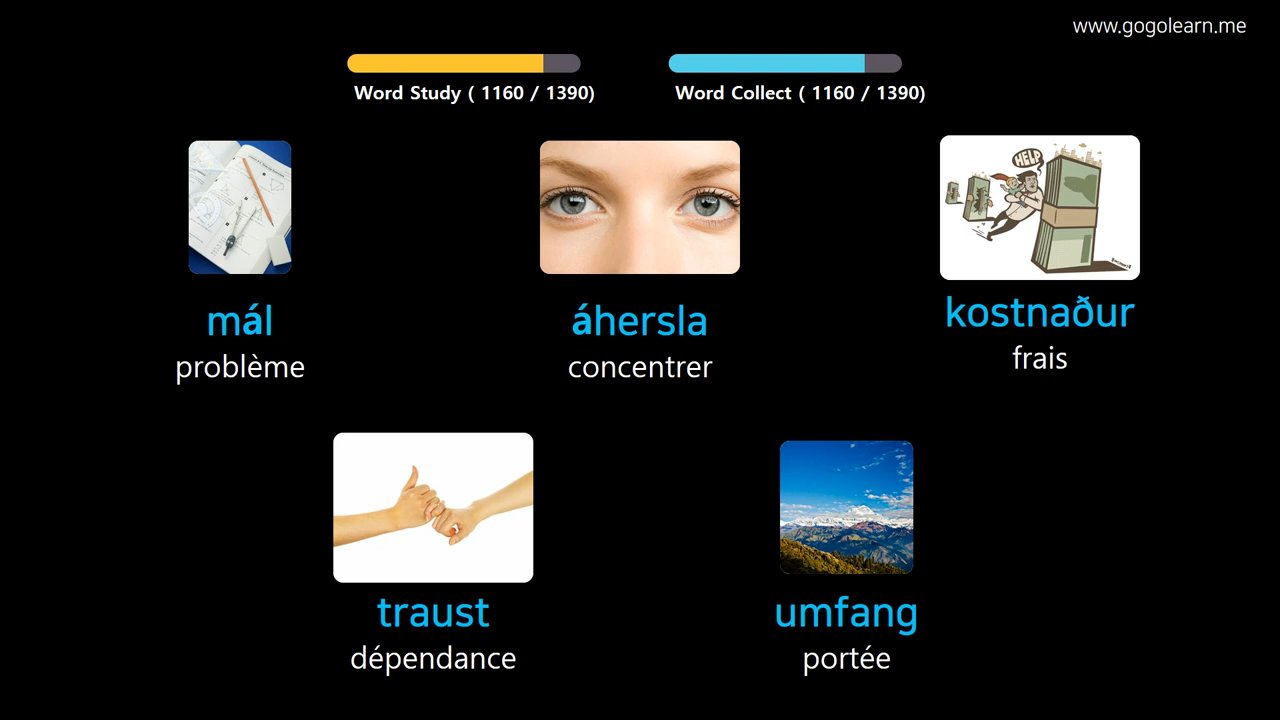 www.gogolearn.me
Word Study ( 1160 / 1390)
Word Collect ( 1160 / 1390)
HELP
mál
problème
áhersla
concentrer
kostnaður
frais
traust
dépendance
umfang
portée